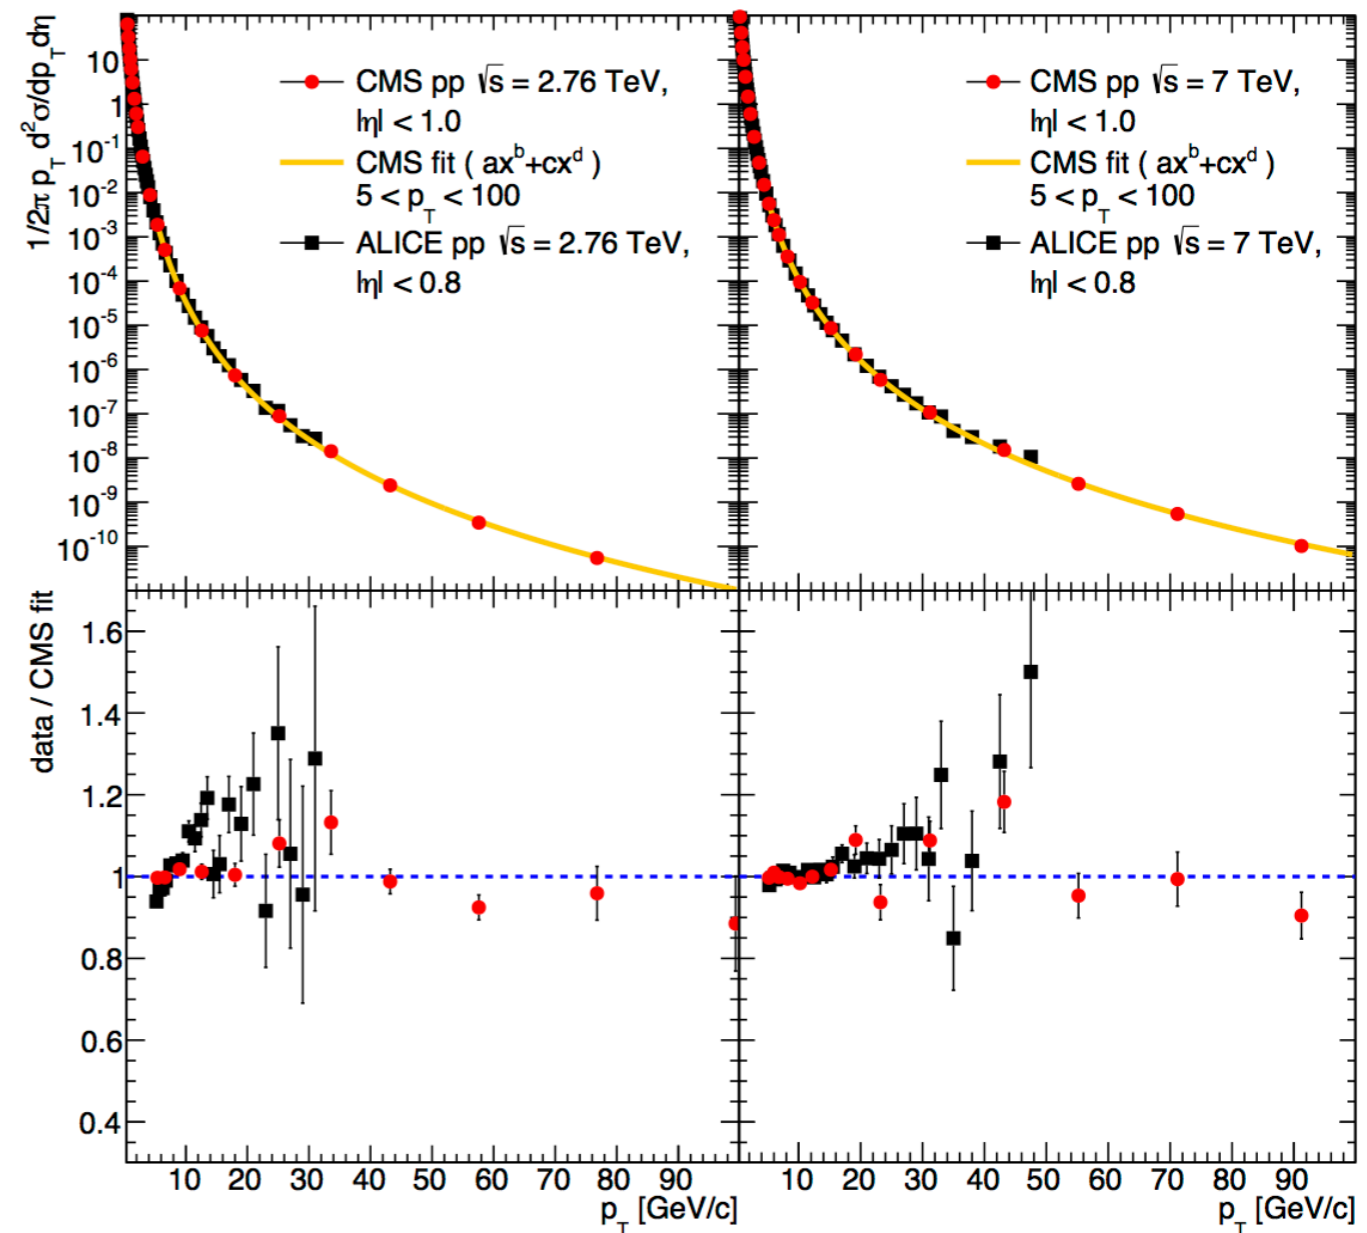 1/2π p_T d²σ/dp_T dη
10
1
10⁻¹
10⁻²
10⁻³
10⁻⁴
10⁻⁵
10⁻⁶
10⁻⁷
10⁻⁸
10⁻⁹
10⁻¹⁰
CMS pp √s = 2.76 TeV,
|η| < 1.0
CMS fit ( axᵇ+cxᵈ )
5 < p_T < 100
ALICE pp √s = 2.76 TeV,
|η| < 0.8
CMS pp √s = 7 TeV,
|η| < 1.0
CMS fit ( axᵇ+cxᵈ )
5 < p_T < 100
ALICE pp √s = 7 TeV,
|η| < 0.8
data / CMS fit
1.6
1.4
1.2
1
0.8
0.6
0.4
10 20 30 40 50 60 70 80 90
p_T [GeV/c]
10 20 30 40 50 60 70 80 90
p_T [GeV/c]